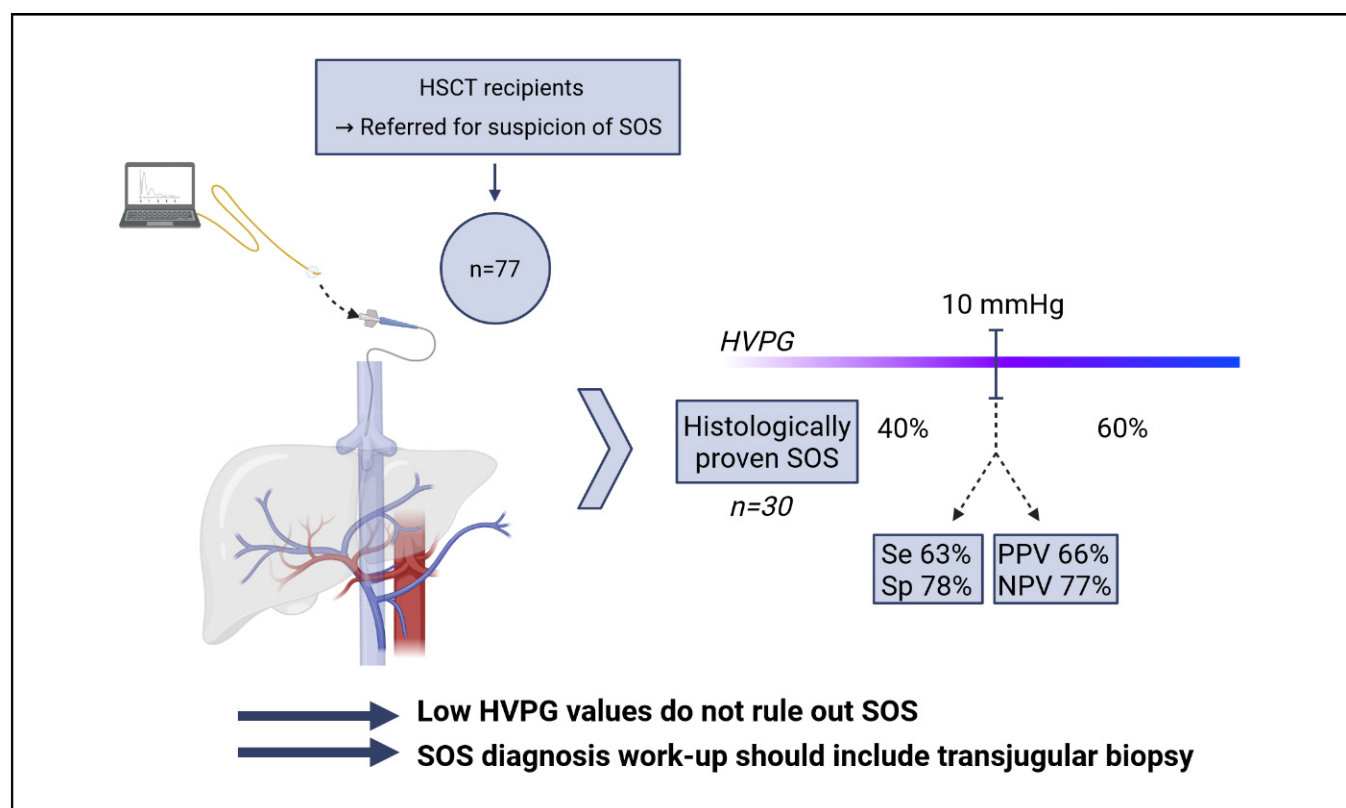 HSCT recipients
→ Referred for suspicion of SOS
n=77
10 mmHg
HVPG
Histologically
proven SOS
n=30
40%
60%
Se 63%
Sp 78%
PPV 66%
NPV 77%
Low HVPG values do not rule out SOS
SOS diagnosis work-up should include transjugular biopsy